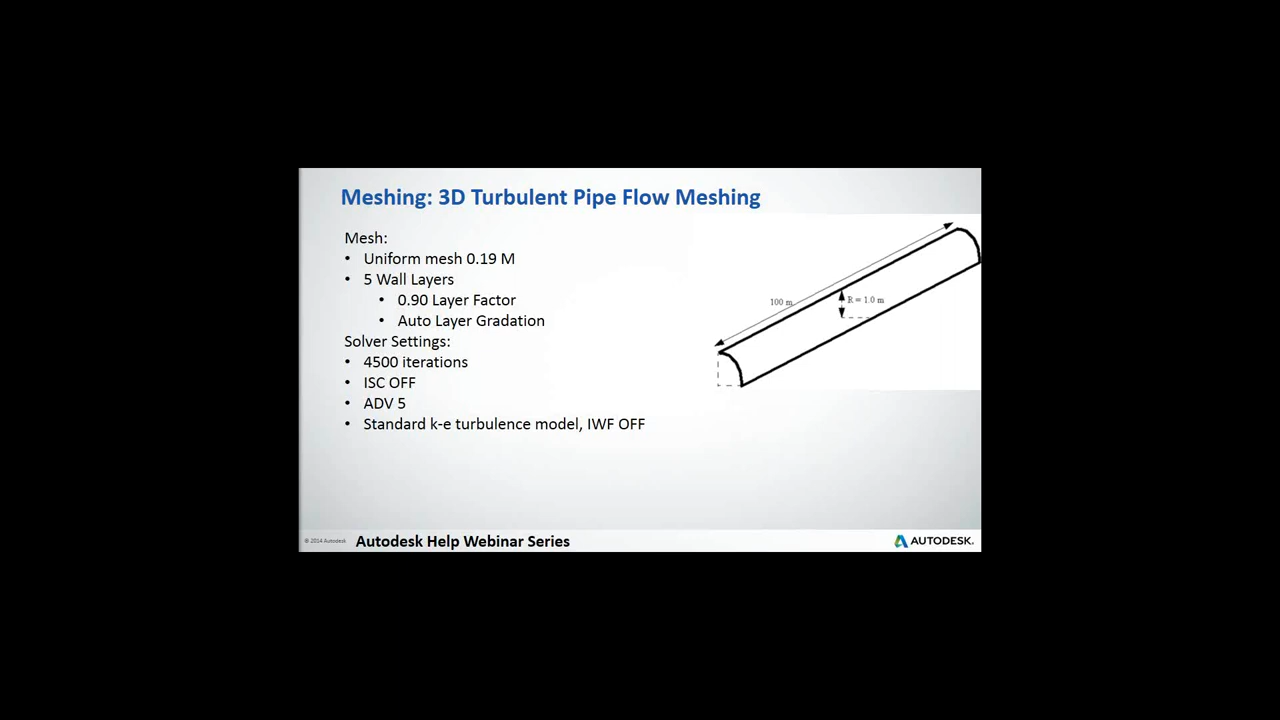 Meshing: 3D Turbulent Pipe Flow Meshing
Mesh:
• Uniform mesh 0.19 M
• 5 Wall Layers
• 0.90 Layer Factor
• Auto Layer Gradation
Solver Settings:
• 4500 iterations
• ISC OFF
• ADV 5
• Standard k-e turbulence model, IWF OFF
100 m
R = 1.0 m
© 2014 Autodesk
Autodesk Help Webinar Series
AUTODESK.